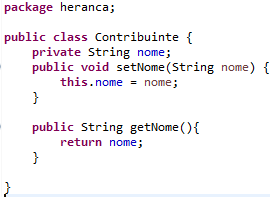 package heranca;
public class Contribuinte {
private String nome;
public void setNome(String nome) {
this.nome = nome;
}
public String getNome(){
return nome;
}
}